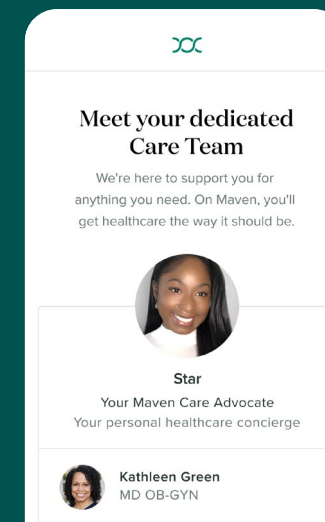 Meet your dedicated
Care Team
We're here to support you for
anything you need. On Maven, you'll
get healthcare the way it should be.
Star
Your Maven Care Advocate
Your personal healthcare concierge
Kathleen Green
MD OB-GYN